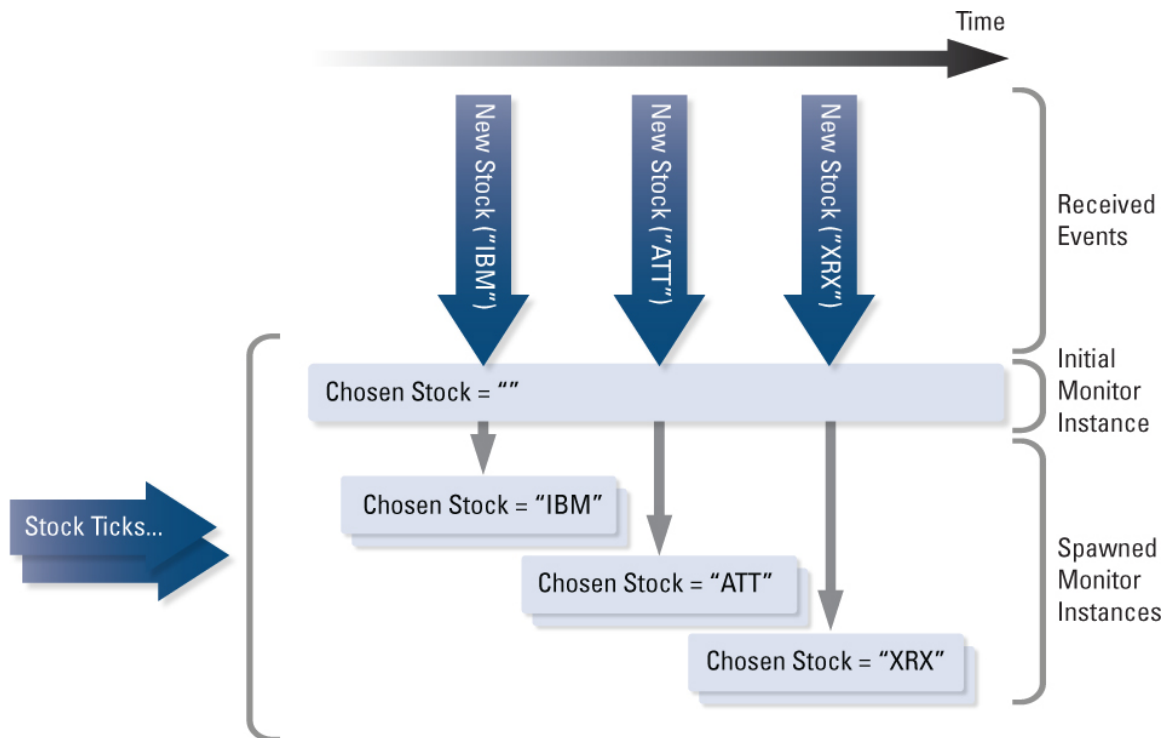 Time
New Stock ("IBM")
New Stock ("ATT")
New Stock ("XRX")
Received
Events
Initial
Monitor
Instance
Chosen Stock = “”
Stock Ticks...
Chosen Stock = “IBM”
Chosen Stock = “ATT”
Chosen Stock = “XRX”
Spawned
Monitor
Instances